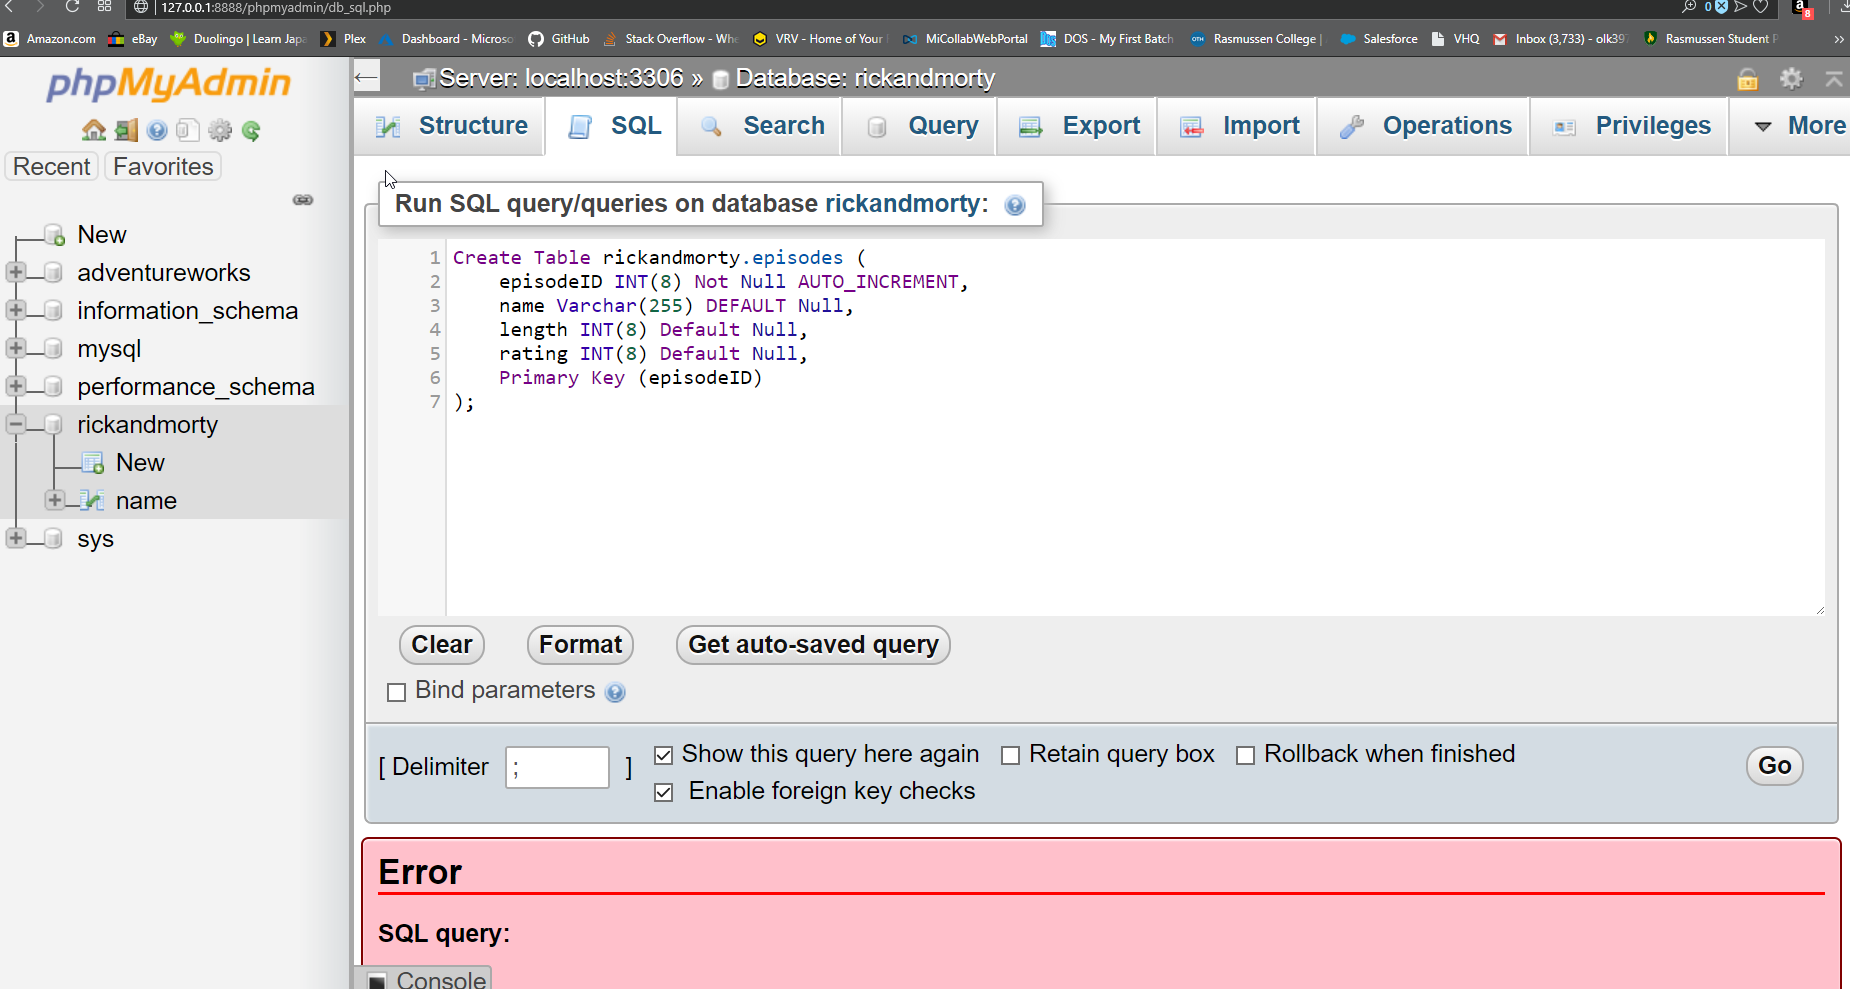 127.0.0.1:8888/phpmyadmin/db_sql.php
0
8
Amazon.com eBay Duolingo | Learn Japa Plex Dashboard - Microso GitHub Stack Overflow - Whe VRV - Home of Your MiCollabWebPortal DOS - My First Batch Rasmussen College | Salesforce VHQ Inbox (3,733) - olk397 Rasmussen Student P »
phpMyAdmin
Recent Favorites
New
adventureworks
information_schema
mysql
performance_schema
rickandmorty
New
name
sys
Server: localhost:3306 » Database: rickandmorty
Structure SQL Search Query Export Import Operations Privileges More
Run SQL query/queries on database rickandmorty:
1 Create Table rickandmorty.episodes (
2 episodeID INT(8) Not Null AUTO_INCREMENT,
3 name Varchar(255) DEFAULT Null,
4 length INT(8) Default Null,
5 rating INT(8) Default Null,
6 Primary Key (episodeID)
7 );
Clear Format Get auto-saved query
Bind parameters
[ Delimiter ; ] Show this query here again Retain query box Rollback when finished
Enable foreign key checks
Go
Error
SQL query:
Console